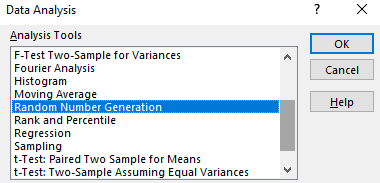 Data Analysis ? ×
Analysis Tools
F-Test Two-Sample for Variances
Fourier Analysis
Histogram
Moving Average
Random Number Generation
Rank and Percentile
Regression
Sampling
t-Test: Paired Two Sample for Means
t-Test: Two-Sample Assuming Equal Variances
OK
Cancel
Help